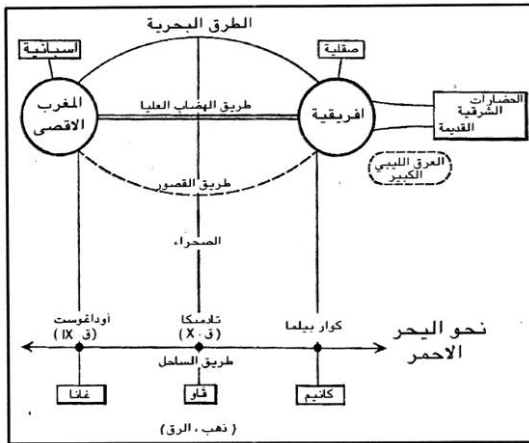 الطرق البحرية
اسبانية
صقلية
المغرب
الاقصى
طريق الهضاب العليا
افريقية
الحضارات
الشرقية
القديمة
العرق الليبي
الكبير
طريق القصور
الصحراء
أوداغوست
(ق. IX)
تادمكا
(ق. X)
كوار بيلما
نحو البحر
الاحمر
طريق الساحل
غانا
قاو
كانيم
(ذهب، الرق)